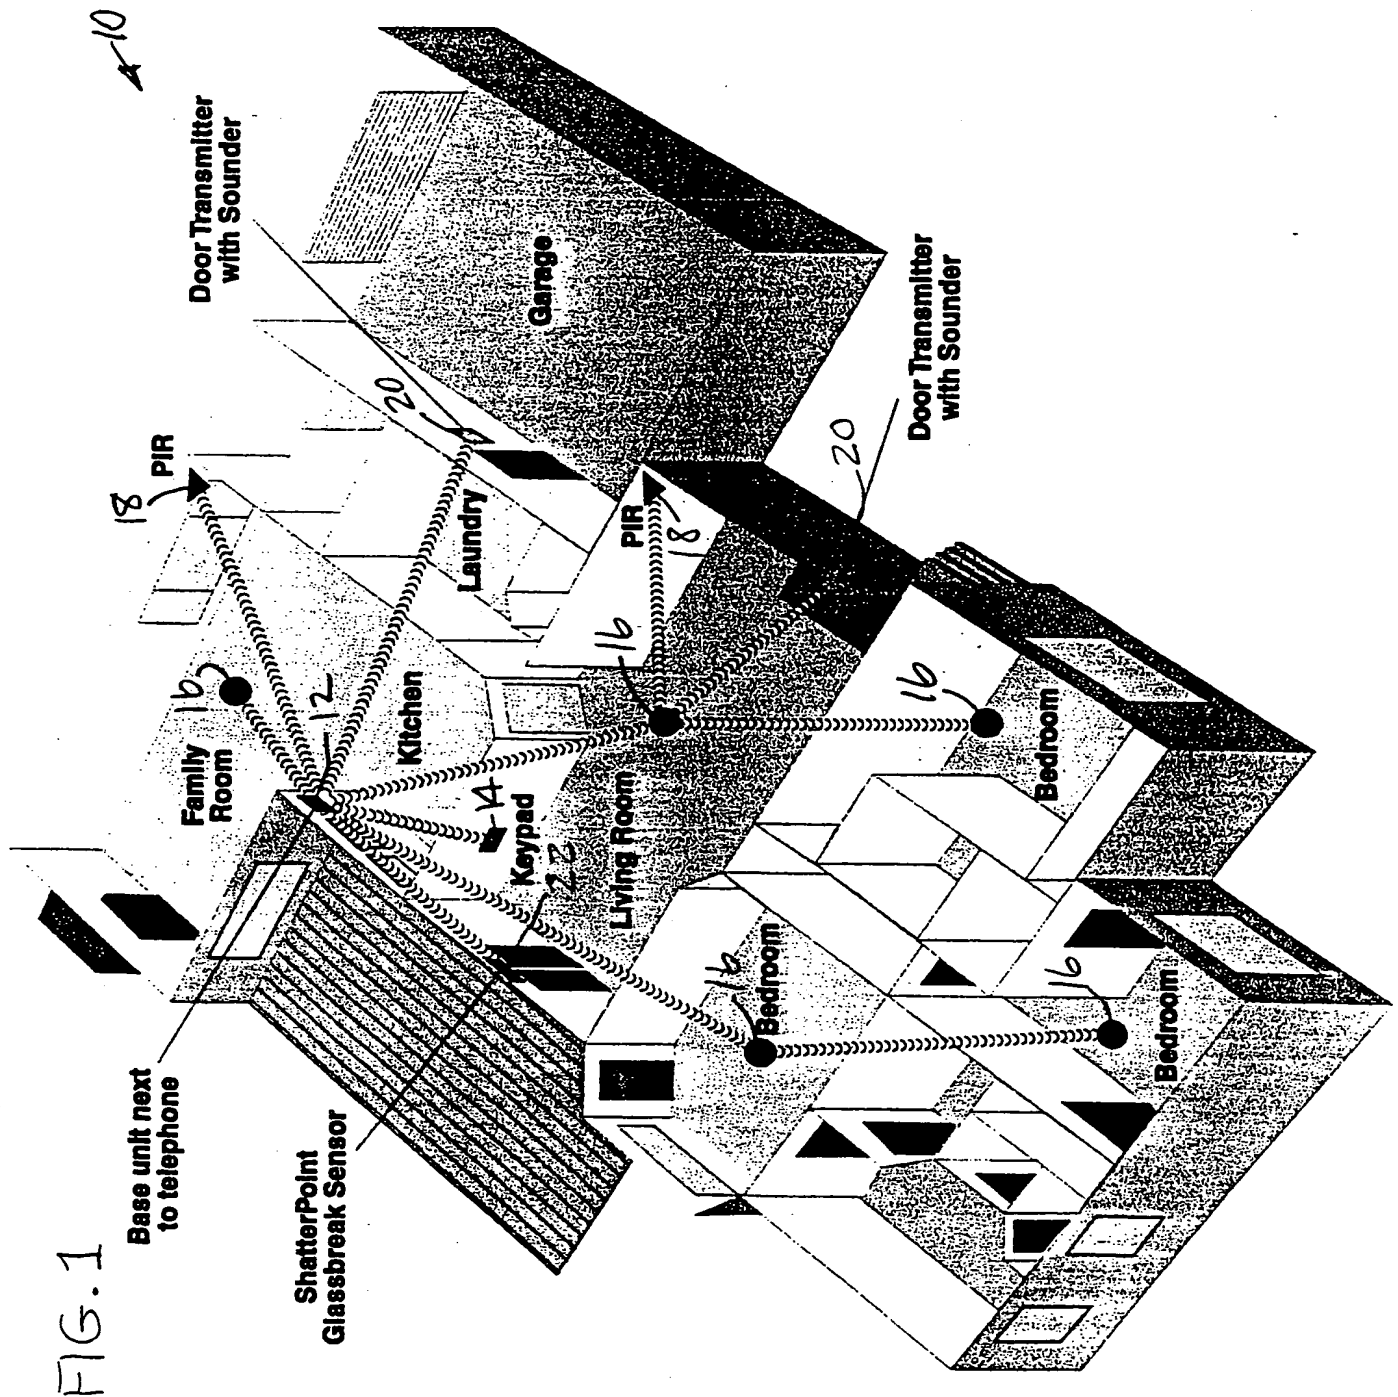 FIG. 1
10
Base unit next
to telephone
ShatterPoint
Glassbreak Sensor
Door Transmitter
with Sounder
18
PIR
16
Family
Room
12
20
Laundry
Kitchen
Garage
14
Keypad
22
16
PIR
18
Living Room
20
Door Transmitter
with Sounder
16
Bedroom
16
Bedroom
16
Bedroom